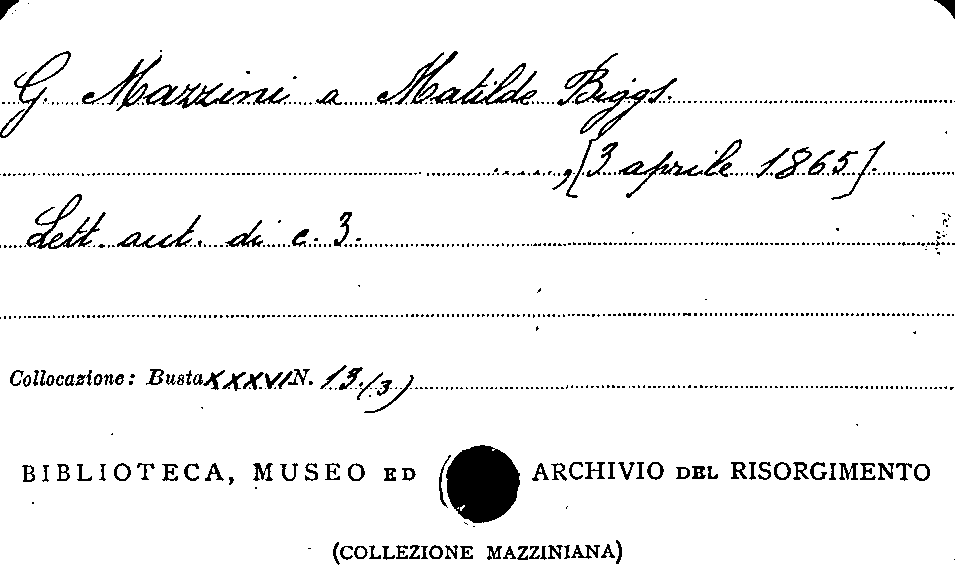 G. Mazzini a Matilde Biggs.
....., [3 aprile 1865].
Lett. aut. di c. 3.
Collocazione: Busta XXXVI N. 13 (3)
BIBLIOTECA, MUSEO ED ARCHIVIO DEL RISORGIMENTO
(COLLEZIONE MAZZINIANA)